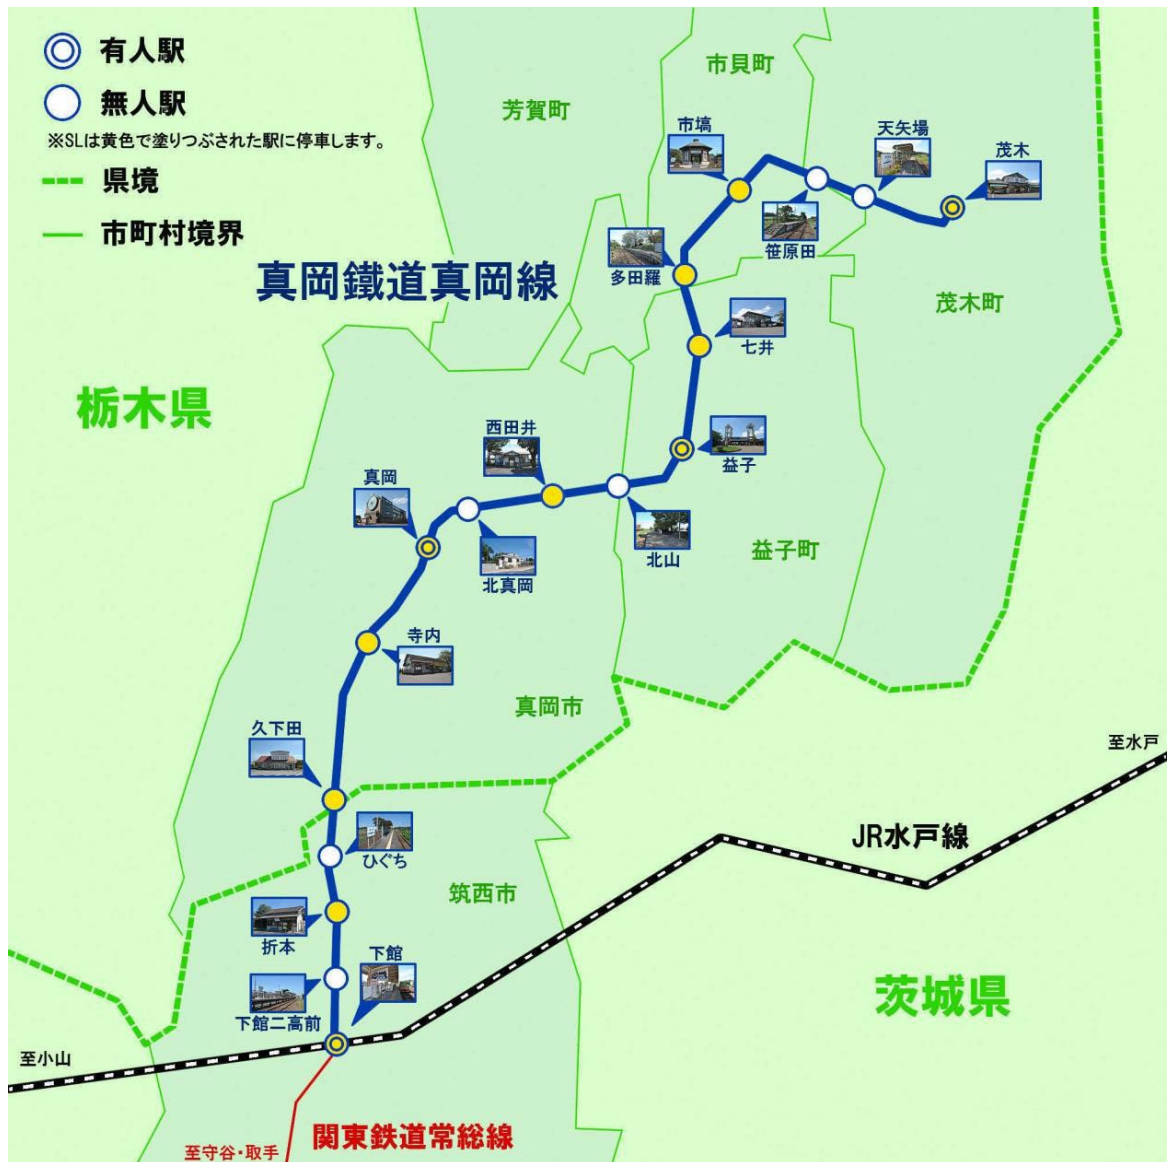 有人駅
無人駅
※SLは黄色で塗りつぶされた駅に停車します。
県境
市町村境界
真岡鐵道真岡線
芳賀町
市貝町
市塙
天矢場
茂木
笹原田
多田羅
七井
茂木町
栃木県
西田井
益子
真岡
北真岡
北山
益子町
寺内
真岡市
久下田
至水戸
JR水戸線
ひぐち
筑西市
折本
下館
下館二高前
茨城県
至小山
関東鉄道常総線
至守谷・取手